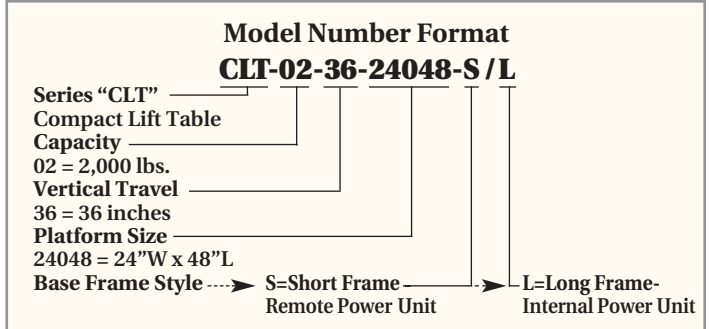 Model Number Format
CLT-02-36-24048-S / L
Series “CLT”
Compact Lift Table
Capacity
02 = 2,000 lbs.
Vertical Travel
36 = 36 inches
Platform Size
24048 = 24”W x 48”L
Base Frame Style S=Short Frame L=Long Frame-
Remote Power Unit Internal Power Unit